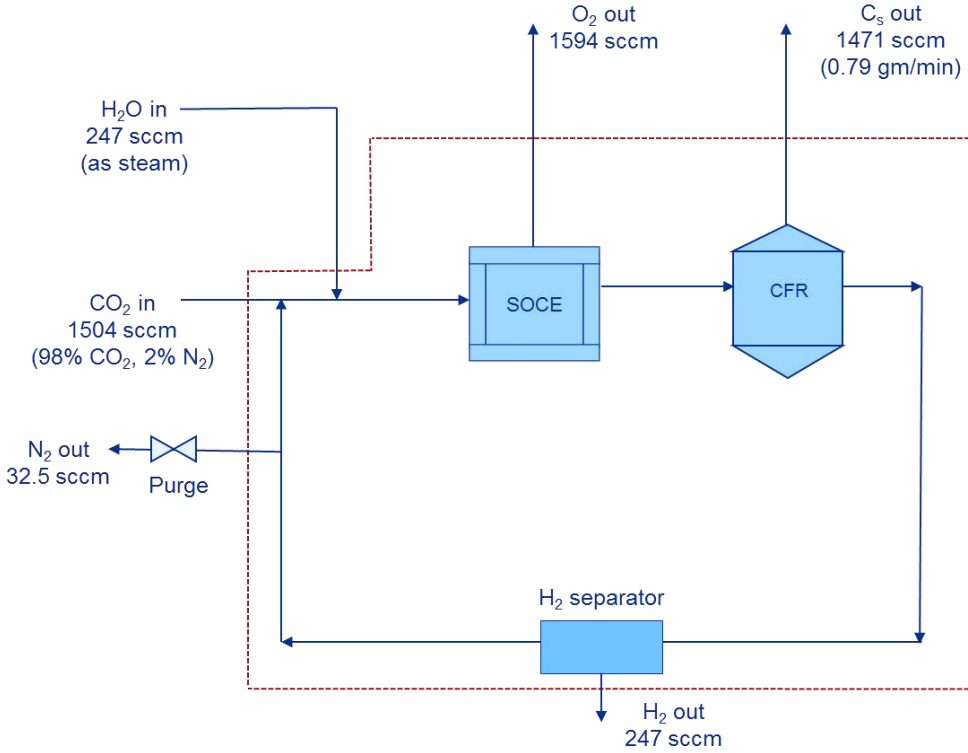 O₂ out
1594 sccm
Cₛ out
1471 sccm
(0.79 gm/min)
H₂O in
247 sccm
(as steam)
CO₂ in
1504 sccm
(98% CO₂, 2% N₂)
SOCE
CFR
N₂ out
32.5 sccm
Purge
H₂ separator
H₂ out
247 sccm